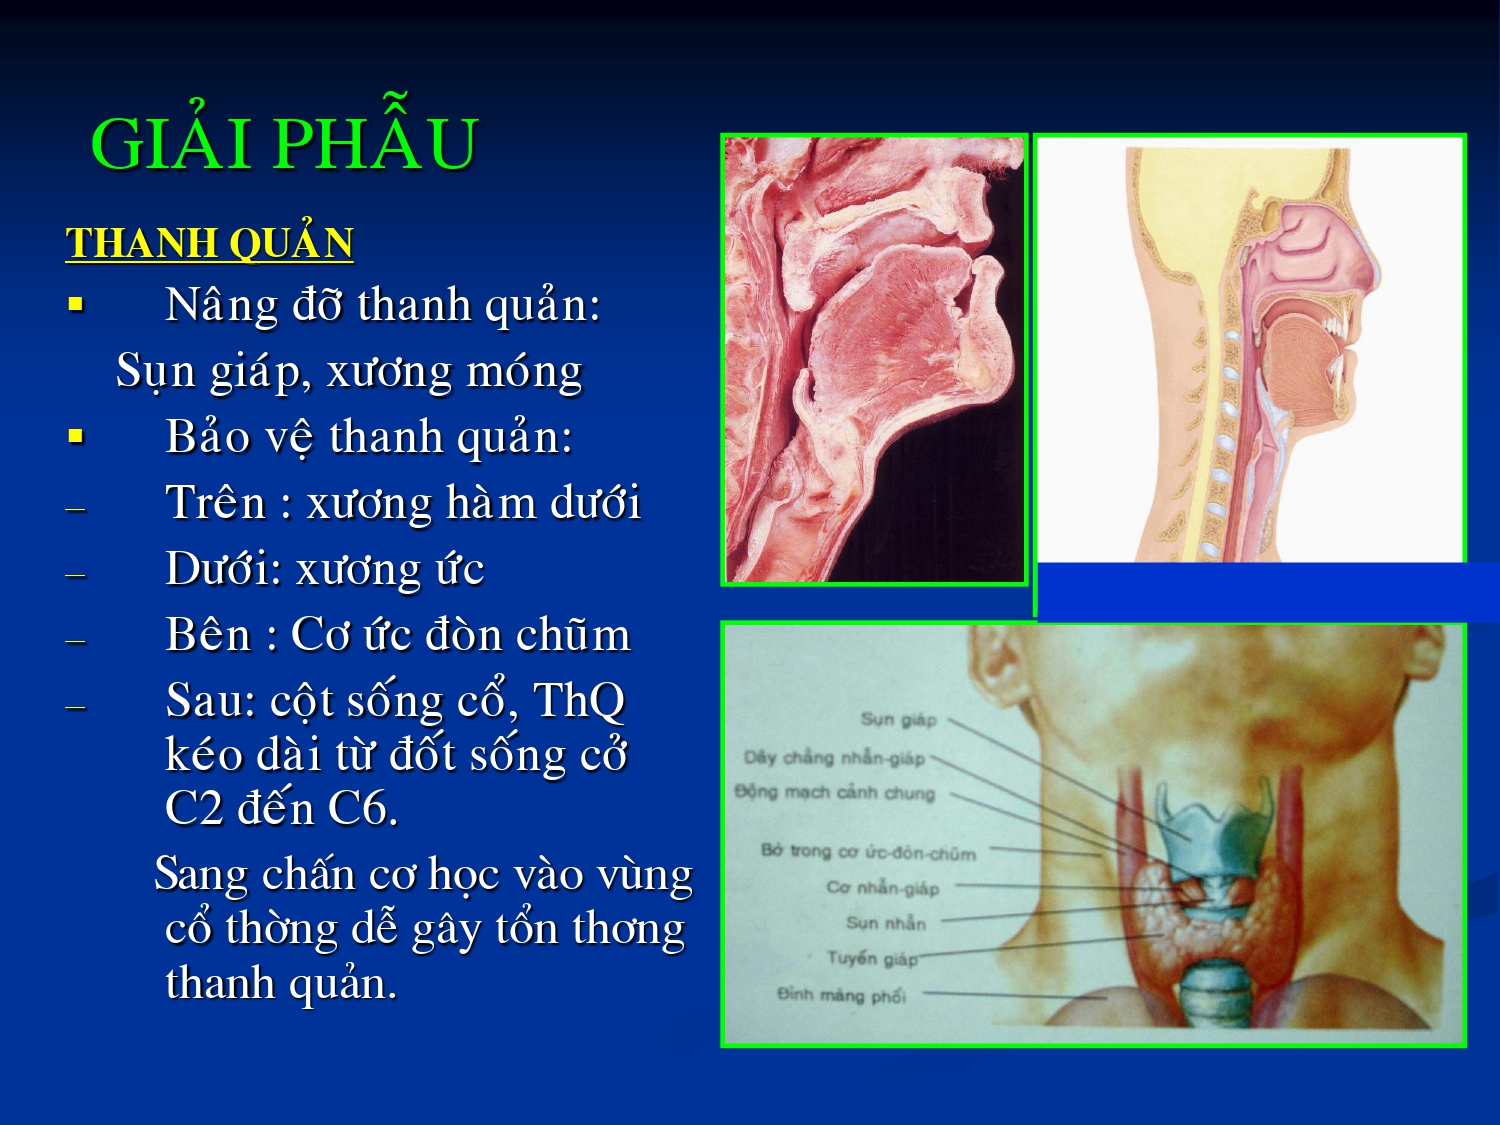 GIẢI PHẪU
THANH QUẢN
▪ Nâng đỡ thanh quản:
Sụn giáp, xương móng
▪ Bảo vệ thanh quản:
– Trên : xương hàm dưới
– Dưới: xương ức
– Bên : Cơ ức đòn chũm
– Sau: cột sống cổ, ThQ
kéo dài từ đốt sống cở
C2 đến C6.
Sang chấn cơ học vào vùng
cổ thờng dễ gây tổn thơng
thanh quản.
Sụn giáp
Dây chằng nhẫn-giáp
Động mạch cảnh chung
Bờ trong cơ ức-đòn-chũm
Cơ nhẫn-giáp
Sụn nhẫn
Tuyến giáp
Đỉnh màng phổi